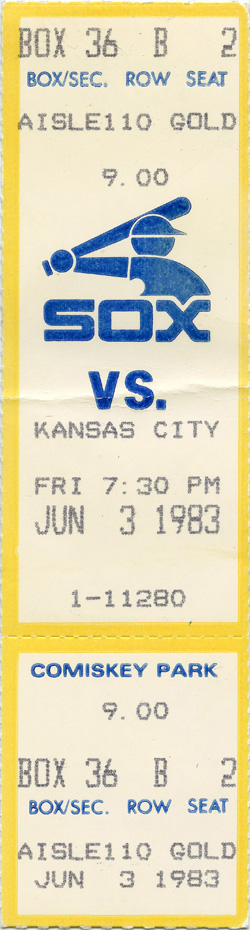 BOX 36 B 2
BOX/SEC. ROW SEAT
AISLE110 GOLD
9.00
SOX
VS.
KANSAS CITY
FRI 7:30 PM
JUN 3 1983
1-11280
COMISKEY PARK
9.00
BOX 36 B 2
BOX/SEC. ROW SEAT
AISLE110 GOLD
JUN 3 1983